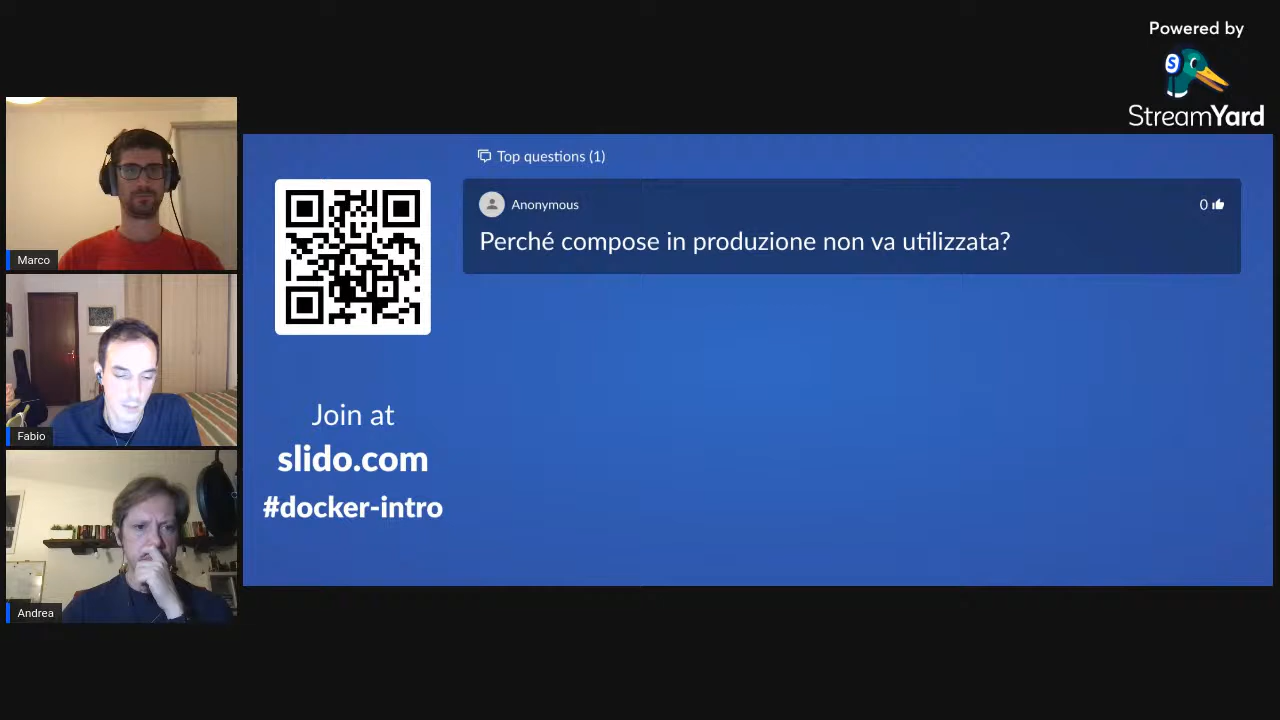 Powered by
StreamYard
Top questions (1)
Anonymous
0
Perché compose in produzione non va utilizzata?
Join at
slido.com
#docker-intro
Marco
Fabio
Andrea